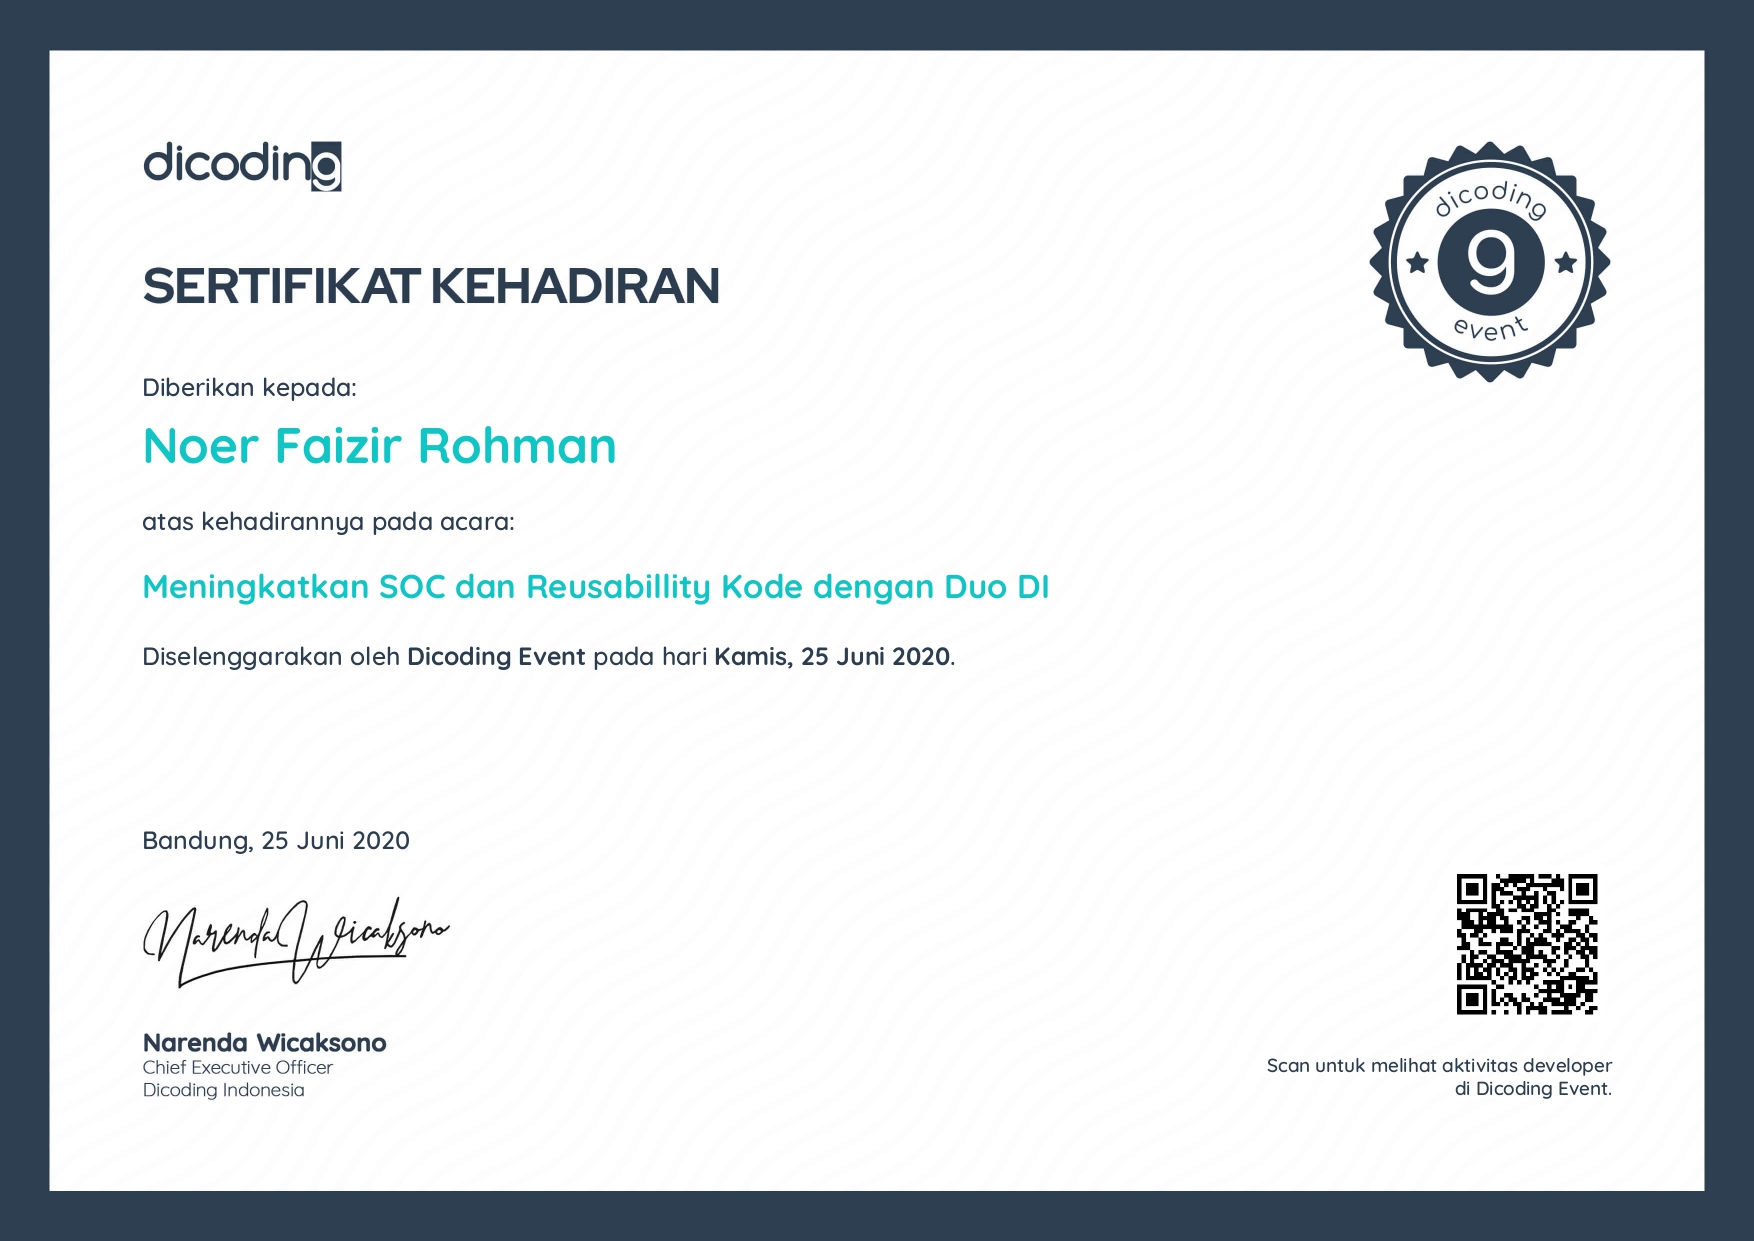 dicoding
SERTIFIKAT KEHADIRAN
dicoding
g
event
Diberikan kepada:
Noer Faizir Rohman
atas kehadirannya pada acara:
Meningkatkan SOC dan Reusabillity Kode dengan Duo DI
Diselenggarakan oleh Dicoding Event pada hari Kamis, 25 Juni 2020.
Bandung, 25 Juni 2020
Narenda Wicaksono
Narenda Wicaksono
Chief Executive Officer
Dicoding Indonesia
Scan untuk melihat aktivitas developer
di Dicoding Event.